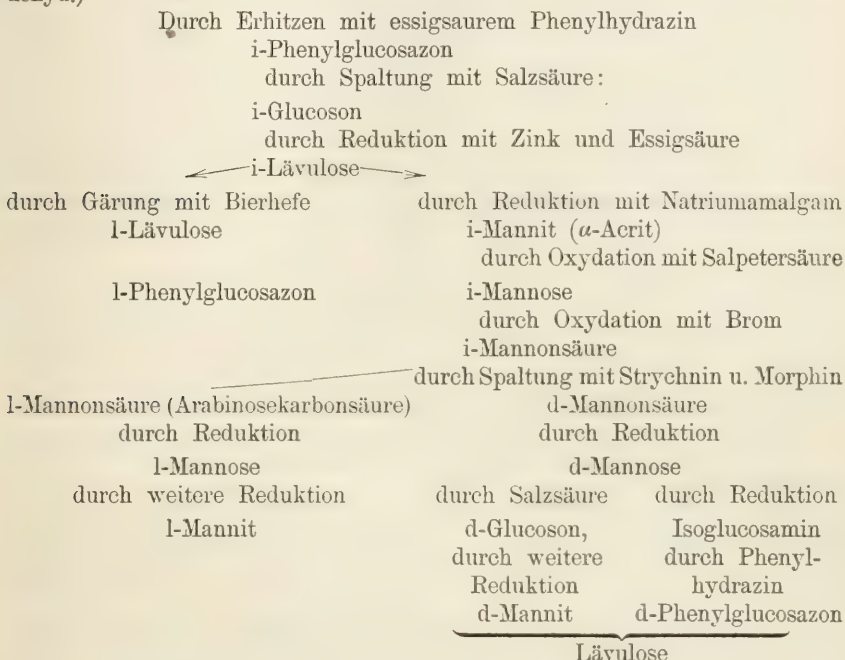 Durch Erhitzen mit essigsaurem Phenylhydrazin
i-Phenylglucosazon
durch Spaltung mit Salzsäure:
i-Glucoson
durch Reduktion mit Zink und Essigsäure
i-Lävulose
durch Gärung mit Bierhefe durch Reduktion mit Natriumamalgam
l-Lävulose i-Mannit (α-Acrit)
durch Oxydation mit Salpetersäure
l-Phenylglucosazon i-Mannose
durch Oxydation mit Brom
i-Mannonsäure
durch Spaltung mit Strychnin u. Morphin
l-Mannonsäure (Arabinosekarbonsäure) d-Mannonsäure
durch Reduktion durch Reduktion
l-Mannose d-Mannose
durch weitere Reduktion durch Salzsäure durch Reduktion
l-Mannit d-Glucoson, Isoglucosamin
durch weitere durch Phenyl-
Reduktion hydrazin
d-Mannit d-Phenylglucosazon
Lävulose